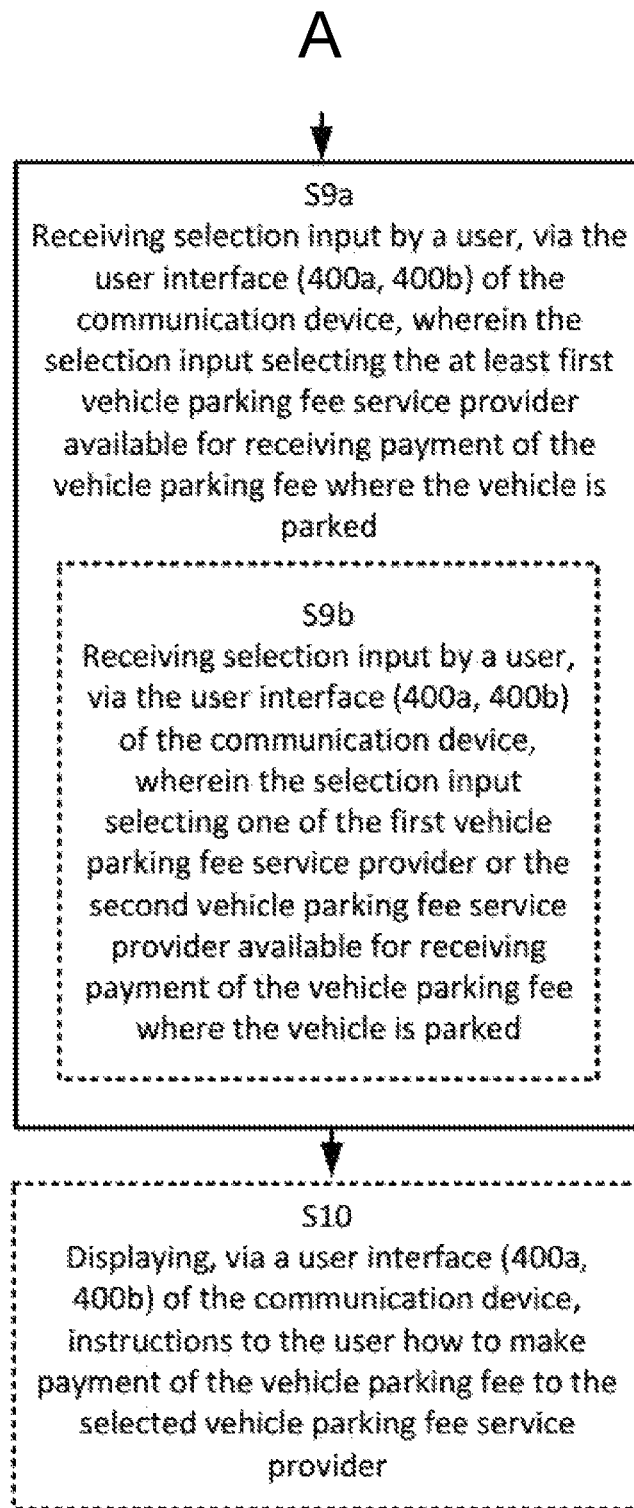 A
S9a
Receiving selection input by a user, via the
user interface (400a, 400b) of the
communication device, wherein the
selection input selecting the at least first
vehicle parking fee service provider
available for receiving payment of the
vehicle parking fee where the vehicle is
parked
S9b
Receiving selection input by a user,
via the user interface (400a, 400b)
of the communication device,
wherein the selection input
selecting one of the first vehicle
parking fee service provider or the
second vehicle parking fee service
provider available for receiving
payment of the vehicle parking fee
where the vehicle is parked
S10
Displaying, via a user interface (400a,
400b) of the communication device,
instructions to the user how to make
payment of the vehicle parking fee to the
selected vehicle parking fee service
provider